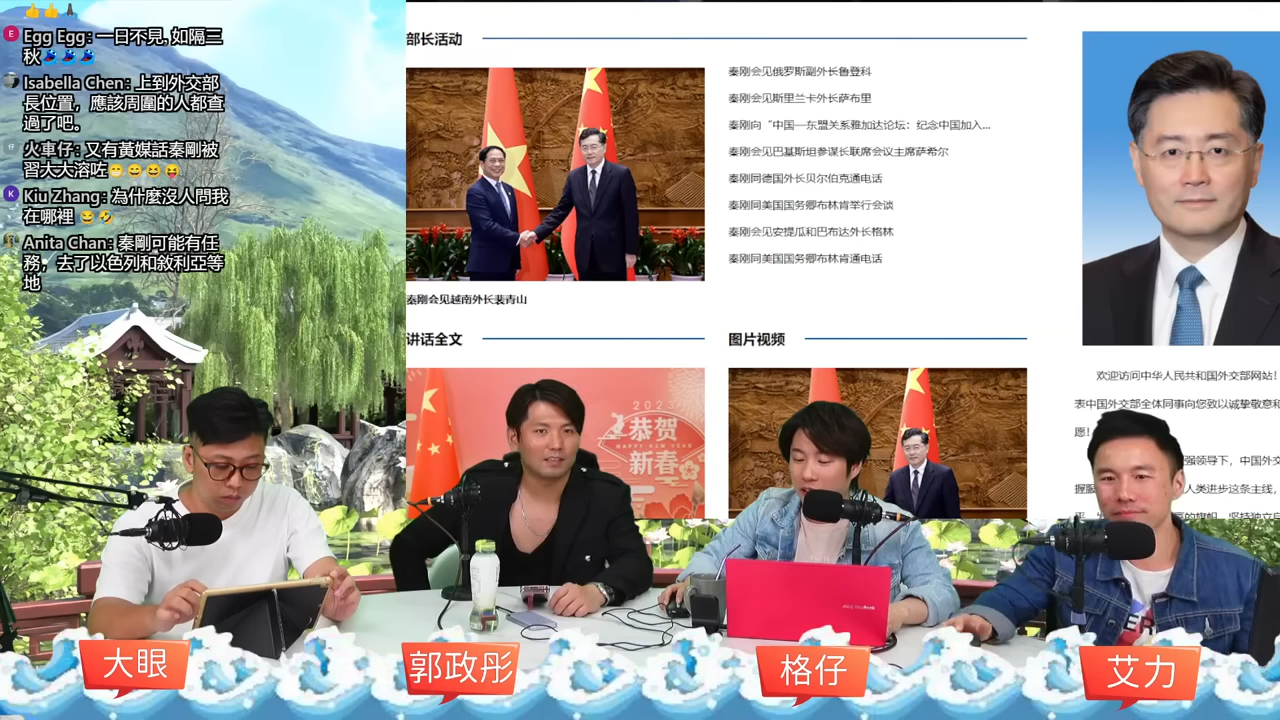 Egg Egg: 一日不見, 如隔三
秋
Isabella Chen: 上到外交部
長位置，應該周圍的人都查
過了吧。
火車仔: 又有黃媒話秦剛被
習大大溶咗
Kiu Zhang: 為什麼沒人問我
在哪裡
Anita Chan: 秦剛可能有任
務，去了以色列和敘利亞等
地
部长活动
秦刚会见俄罗斯副外长鲁登科
秦刚会见斯里兰卡外长萨布里
秦刚向“中国—东盟关系雅加达论坛：纪念中国加入...
秦刚会见巴基斯坦参谋长联席会议主席萨希尔
秦刚同德国外长贝尔伯克通电话
秦刚同美国国务卿布林肯举行会谈
秦刚会见安提瓜和巴布达外长格林
秦刚同美国国务卿布林肯通电话
秦刚会见越南外长裴青山
讲话全文
图片视频
2023
恭贺
HAPPY NEW YEAR
新春
欢迎访问中华人民共和国外交部网站！
表中国外交部全体同事向您致以诚挚敬意和
愿！
强领导下，中国外交
握服
人类进步这条主线，
的旗帜，坚持独立自
大眼
郭政彤
格仔
艾力